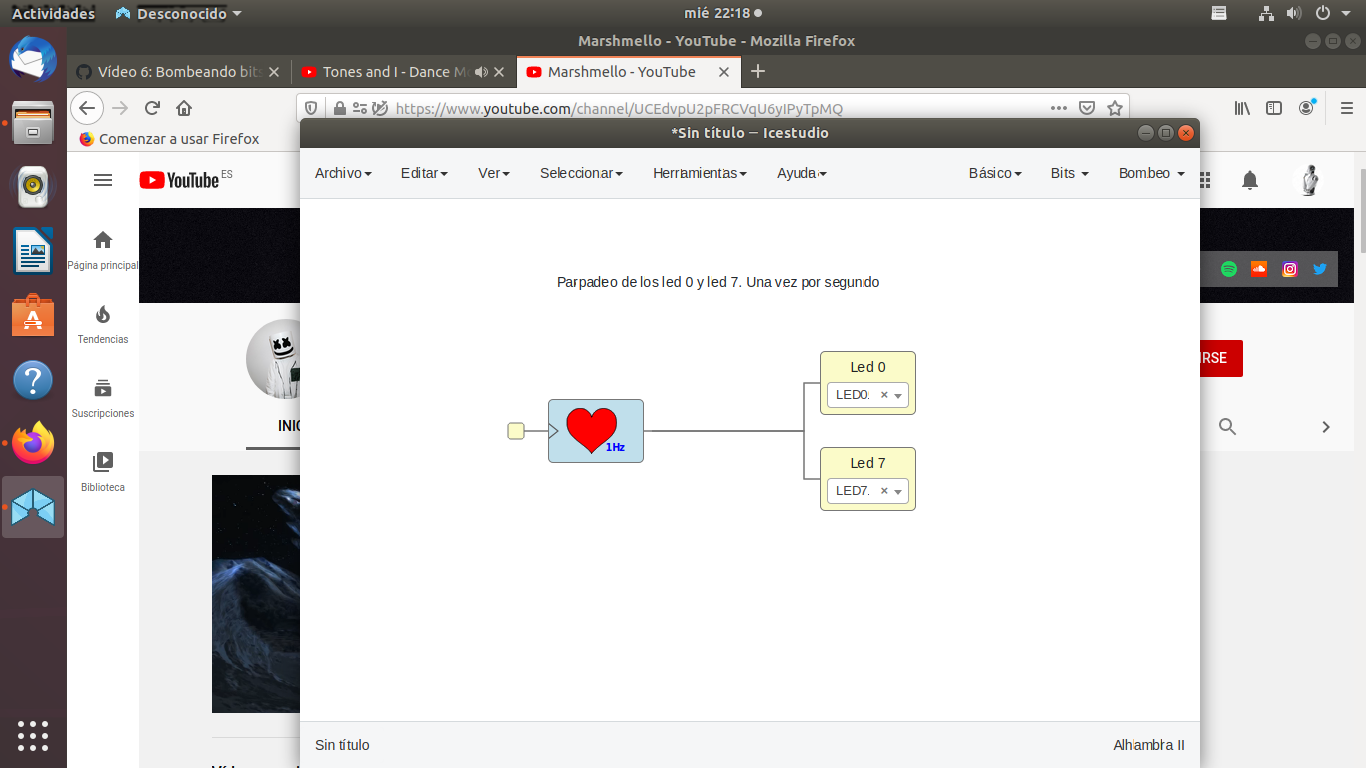 Actividades
Desconocido
mié 22:18
Marshmello - YouTube - Mozilla Firefox
Vídeo 6: Bombeando bits
Tones and I - Dance Mo
Marshmello - YouTube
https://www.youtube.com/channel/UCEdvpU2pFRCVqU6yIPyTpMQ
Comenzar a usar Firefox
*Sin título — Icestudio
Archivo
Editar
Ver
Seleccionar
Herramientas
Ayuda
Básico
Bits
Bombeo
YouTube ES
Página principal
Tendencias
Suscripciones
Biblioteca
INIC
IRSE
Parpadeo de los led 0 y led 7. Una vez por segundo
1Hz
Led 0
LED0
Led 7
LED7
Sin título
Alhambra II